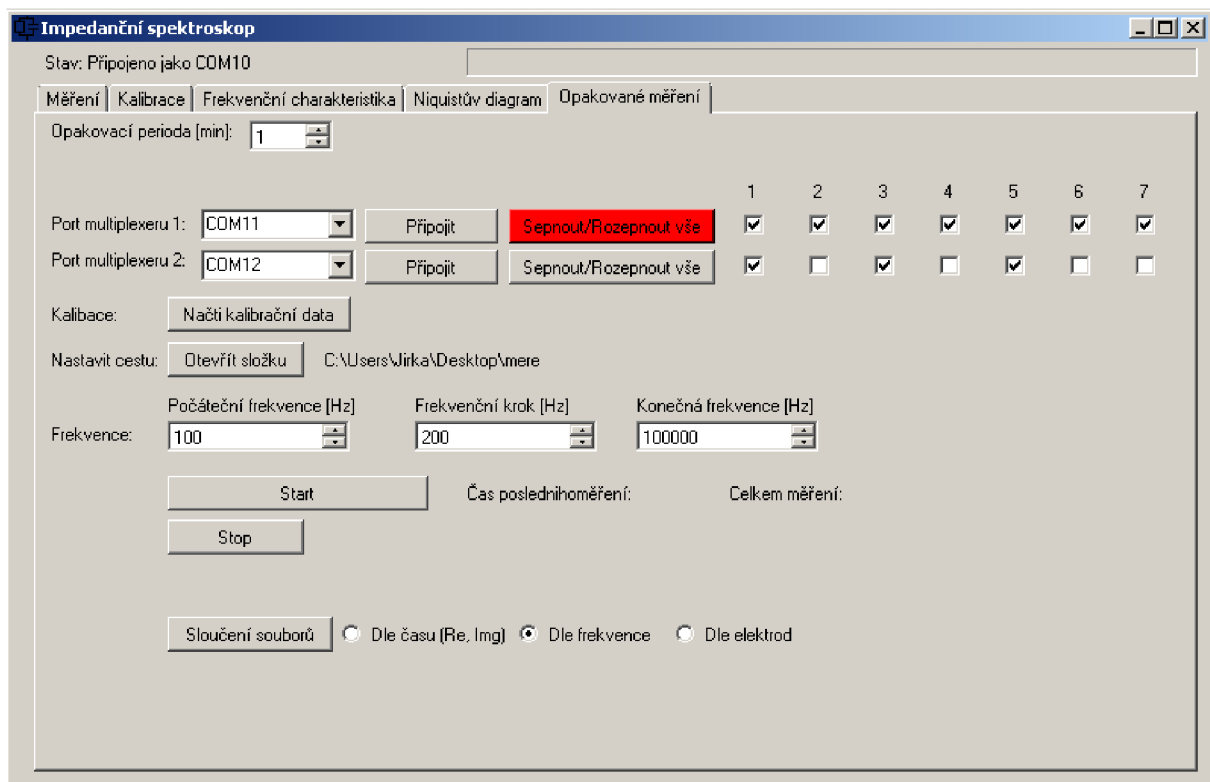 Impedanční spektroskop
Stav: Připojeno jako COM10
Měření Kalibrace Frekvenční charakteristika Niquistův diagram Opakované měření
Opakovací perioda [min]: 1
1 2 3 4 5 6 7
Port multiplexeru 1: COM11 Připojit Sepnout/Rozepnout vše
Port multiplexeru 2: COM12 Připojit Sepnout/Rozepnout vše
Kalibace: Načti kalibrační data
Nastavit cestu: Otevřít složku C:\Users\Jirka\Desktop\mere
Počáteční frekvence [Hz] Frekvenční krok [Hz] Konečná frekvence [Hz]
Frekvence: 100 200 100000
Start Čas poslednihoměření: Celkem měření:
Stop
Sloučení souborů Dle času (Re, Img) Dle frekvence Dle elektrod